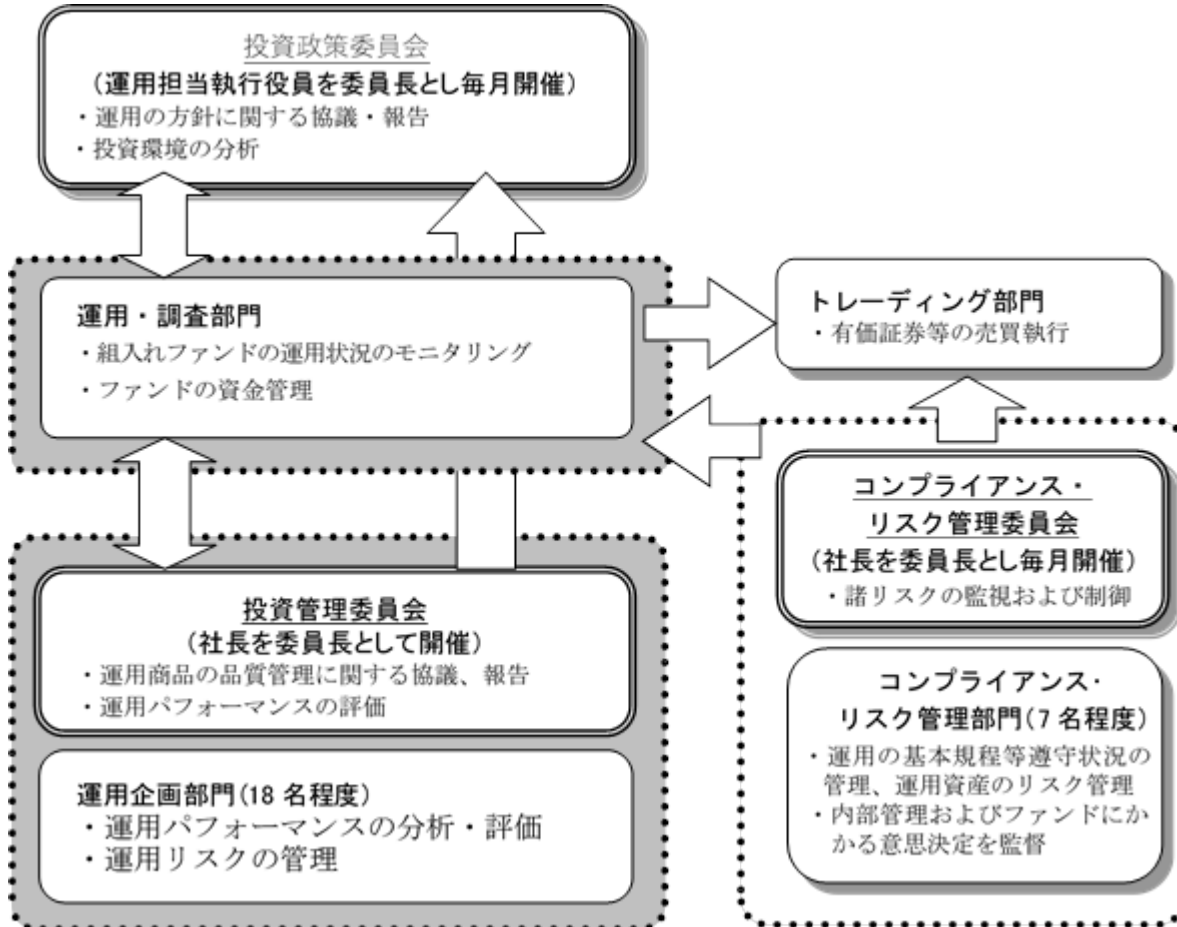 投資政策委員会
(運用担当執行役員を委員長とし毎月開催)
・運用の方針に関する協議・報告
・投資環境の分析
運用・調査部門
・組入れファンドの運用状況のモニタリング
・ファンドの資金管理
トレーディング部門
・有価証券等の売買執行
投資管理委員会
(社長を委員長として開催)
・運用商品の品質管理に関する協議、報告
・運用パフォーマンスの評価
運用企画部門(18 名程度)
・運用パフォーマンスの分析・評価
・運用リスクの管理
コンプライアンス・
リスク管理委員会
(社長を委員長とし毎月開催)
・諸リスクの監視および制御
コンプライアンス・
リスク管理部門(7 名程度)
・運用の基本規程等遵守状況の
管理、運用資産のリスク管理
・内部管理およびファンドにか
かる意思決定を監督